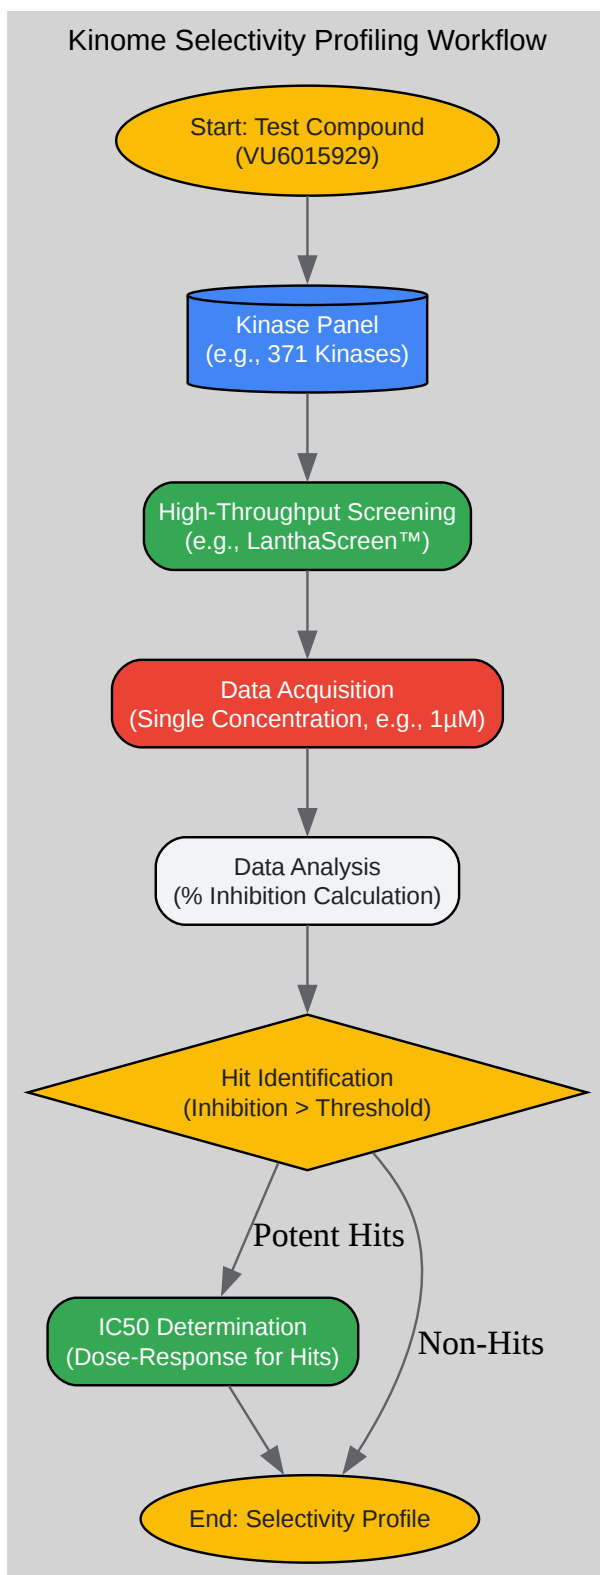 Kinome Selectivity Profiling Workflow
Start: Test Compound
(VU6015929)
Kinase Panel
(e.g., 371 Kinases)
High-Throughput Screening
(e.g., LanthaScreen™)
Data Acquisition
(Single Concentration, e.g., 1µM)
Data Analysis
(% Inhibition Calculation)
Hit Identification
(Inhibition > Threshold)
Potent Hits
IC50 Determination
(Dose-Response for Hits)
Non-Hits
End: Selectivity Profile